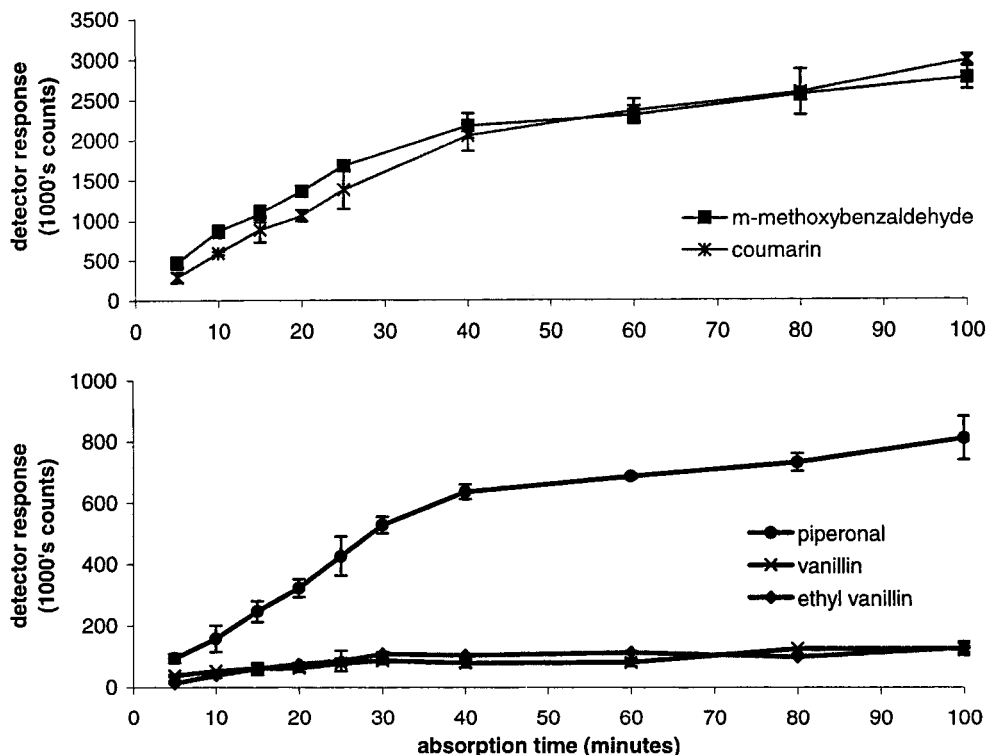 detector response
(1000's counts)
3500
3000
2500
2000
1500
1000
500
0
m-methoxybenzaldehyde
coumarin
0 10 20 30 40 50 60 70 80 90 100
detector response
(1000's counts)
1000
800
600
400
200
0
piperonal
vanillin
ethyl vanillin
0 10 20 30 40 50 60 70 80 90 100
absorption time (minutes)